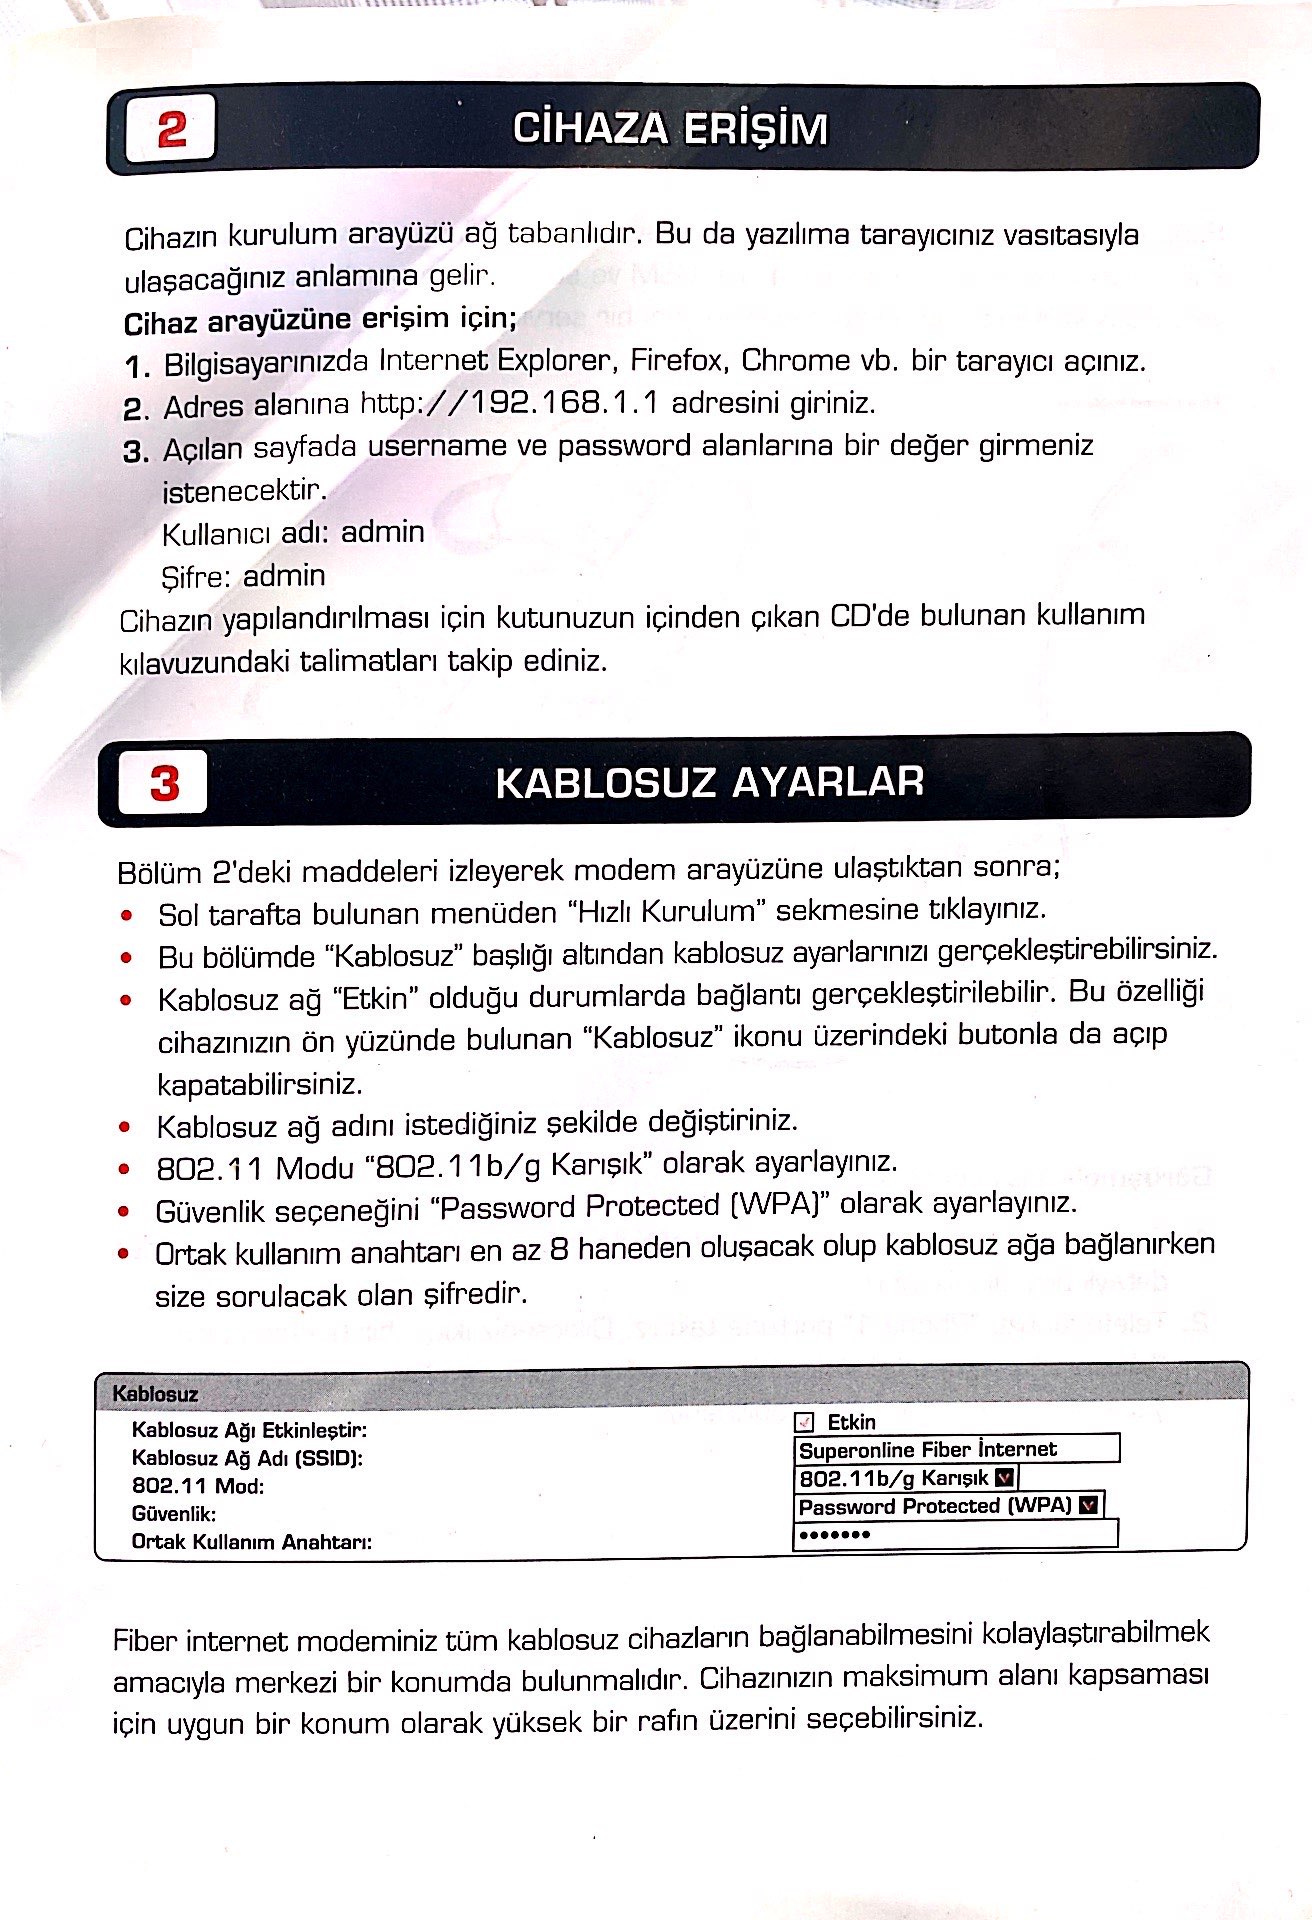 2
CİHAZA ERİŞİM
Cihazın kurulum arayüzü ağ tabanlıdır. Bu da yazılıma tarayıcınız vasıtasıyla
ulaşacağınız anlamına gelir.
Cihaz arayüzüne erişim için;
1. Bilgisayarınızda Internet Explorer, Firefox, Chrome vb. bir tarayıcı açınız.
2. Adres alanına http://192.168.1.1 adresini giriniz.
3. Açılan sayfada username ve password alanlarına bir değer girmeniz
istenecektir.
Kullanıcı adı: admin
Şifre: admin
Cihazın yapılandırılması için kutunuzun içinden çıkan CD'de bulunan kullanım
kılavuzundaki talimatları takip ediniz.
3
KABLOSUZ AYARLAR
Bölüm 2'deki maddeleri izleyerek modem arayüzüne ulaştıktan sonra;
• Sol tarafta bulunan menüden “Hızlı Kurulum” sekmesine tıklayınız.
• Bu bölümde “Kablosuz” başlığı altından kablosuz ayarlarınızı gerçekleştirebilirsiniz.
• Kablosuz ağ “Etkin” olduğu durumlarda bağlantı gerçekleştirilebilir. Bu özelliği
cihazınızın ön yüzünde bulunan “Kablosuz” ikonu üzerindeki butonla da açıp
kapatabilirsiniz.
• Kablosuz ağ adını istediğiniz şekilde değiştiriniz.
• 802.11 Modu “802.11b/g Karışık” olarak ayarlayınız.
• Güvenlik seçeneğini “Password Protected (WPA)” olarak ayarlayınız.
• Ortak kullanım anahtarı en az 8 haneden oluşacak olup kablosuz ağa bağlanırken
size sorulacak olan şifredir.
Kablosuz
Kablosuz Ağı Etkinleştir: Etkin
Kablosuz Ağ Adı (SSID): Superonline Fiber İnternet
802.11 Mod: 802.11b/g Karışık
Güvenlik: Password Protected (WPA)
Ortak Kullanım Anahtarı: •••••••
Fiber internet modeminiz tüm kablosuz cihazların bağlanabilmesini kolaylaştırabilmek
amacıyla merkezi bir konumda bulunmalıdır. Cihazınızın maksimum alanı kapsaması
için uygun bir konum olarak yüksek bir rafın üzerini seçebilirsiniz.